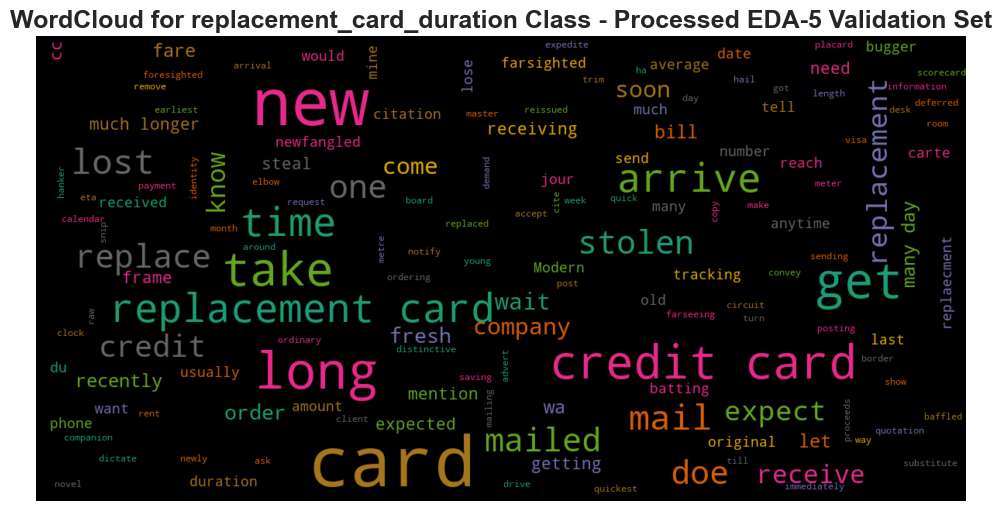 WordCloud for replacement_card_duration Class - Processed EDA-5 Validation Set
cc
fare
would
mine
expedite
placard
bugger
arrival
foresighted
remove
new
lose
farsighted
trim
ha
average
hail
date
need
scorecard
information
got
day
length
desk
deferred
earliest
much longer
citation
master
reissued
soon
much
tell
room
newfangled
receiving
bill
visa
carte
lost
steal
come
send
number
reach
replacement
hanker
payment
identity
elbow
know
one
demand
jour
arrive
meter
eta
received
request
board
accept
cite
week
quick
many
copy
make
anytime
many day
calendar
snip
month
time
replaced
around
metre
notify
young
stolen
sending
replace
take
frame
ordering
Modern
post
tracking
convey
get
replaecment
raw
replacement card
wait
old
circuit
farseeing
turn
posting
clock
credit
ordinary
fresh
company
last
distinctive
border
du
recently
usually
long
saving
advert
credit card
batting
show
want
rent
order
amount
client
mention
mailing
wa
mail
expect
proceeds
quotation
baffled
phone
companion
expected
mailed
original
let
way
dictate
newly
ask
card
getting
doe
till
receive
substitute
novel
duration
drive
quickest
immediately